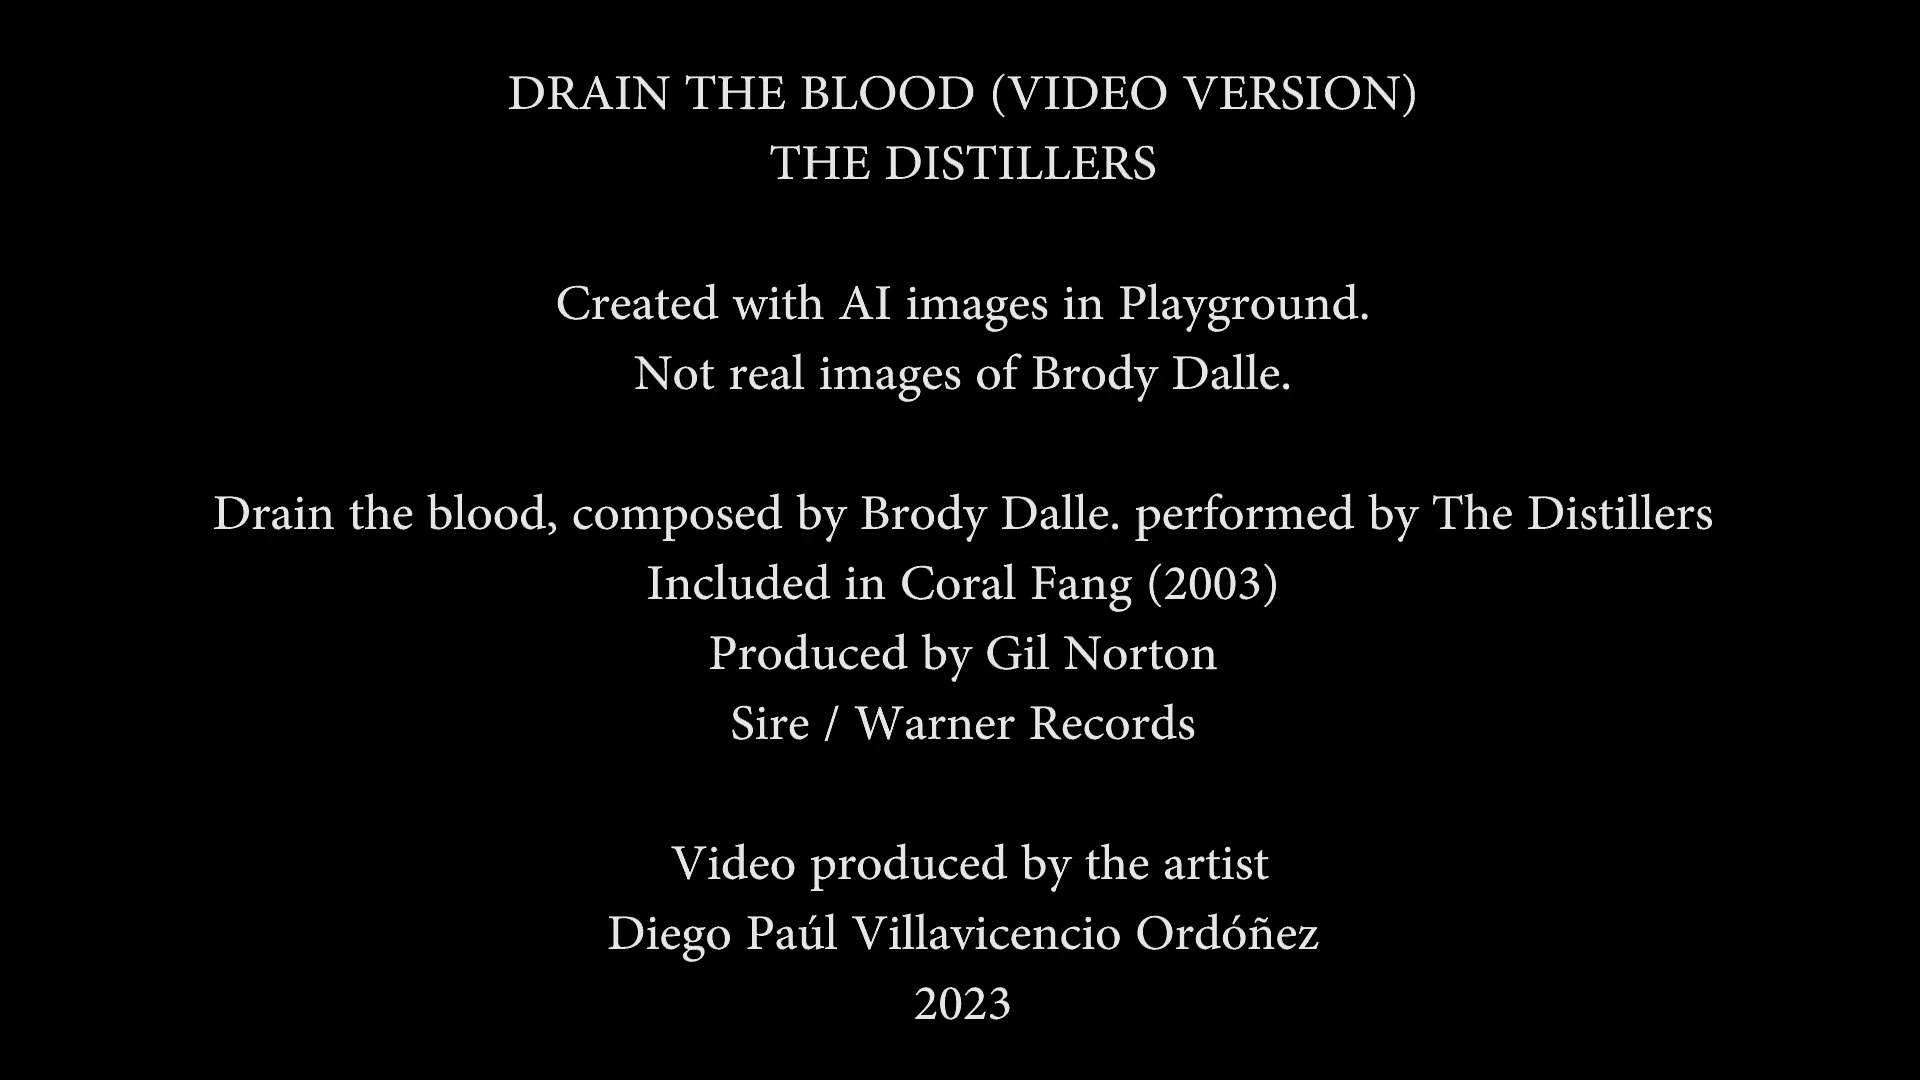 DRAIN THE BLOOD (VIDEO VERSION)
THE DISTILLERS
Created with AI images in Playground.
Not real images of Brody Dalle.
Drain the blood, composed by Brody Dalle. performed by The Distillers
Included in Coral Fang (2003)
Produced by Gil Norton
Sire / Warner Records
Video produced by the artist
Diego Paúl Villavicencio Ordóñez
2023